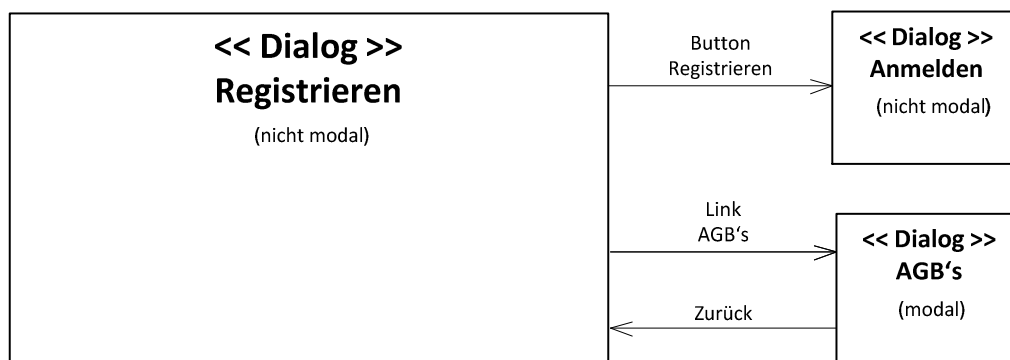 << Dialog >>
Registrieren
(nicht modal)
Button
Registrieren
<< Dialog >>
Anmelden
(nicht modal)
Link
AGB‘s
Zurück
<< Dialog >>
AGB‘s
(modal)